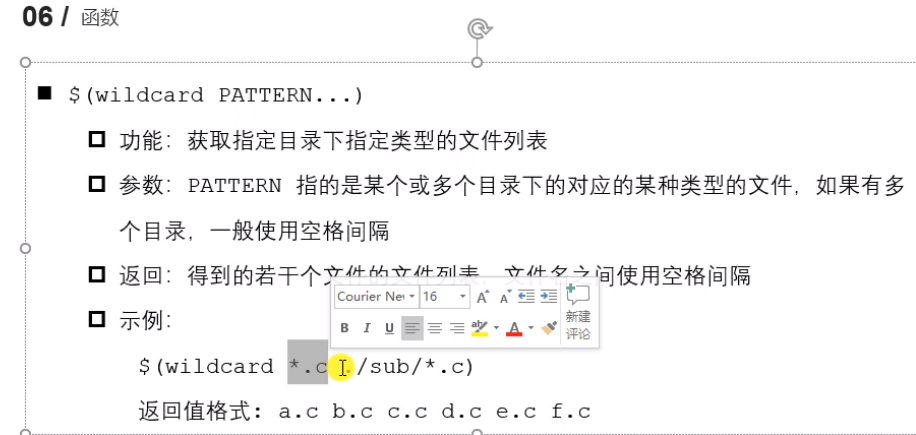 06 / 函数
$(wildcard PATTERN...)
功能：获取指定目录下指定类型的文件列表
参数：PATTERN 指的是某个或多个目录下的对应的某种类型的文件，如果有多
个目录，一般使用空格间隔
返回：得到的若干个文件的文件列表，文件名之间使用空格间隔
Courier Nev 16 A A
新建
B I U ab A 评论
示例：
$(wildcard *.c ./sub/*.c)
返回值格式：a.c b.c c.c d.c e.c f.c